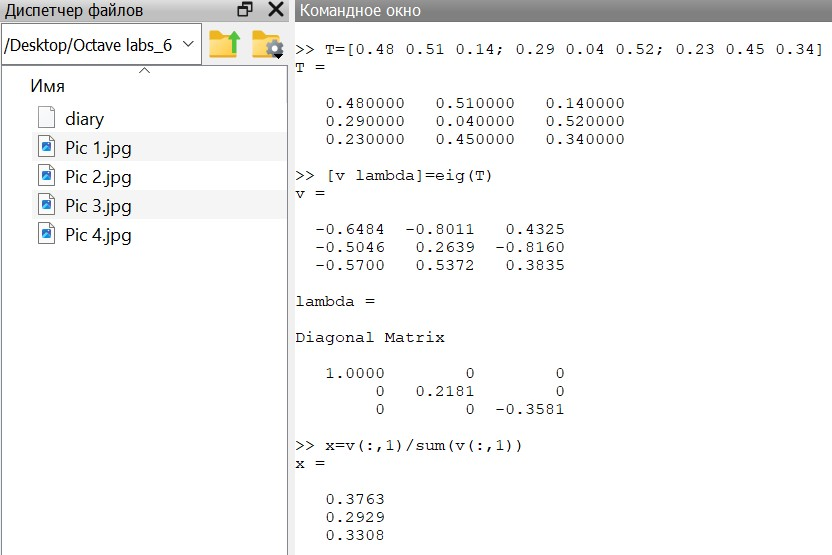 Диспетчер файлов
/Desktop/Octave labs_6
Имя
diary
Pic 1.jpg
Pic 2.jpg
Pic 3.jpg
Pic 4.jpg
Командное окно
>> T=[0.48 0.51 0.14; 0.29 0.04 0.52; 0.23 0.45 0.34]
T =
0.480000 0.510000 0.140000
0.290000 0.040000 0.520000
0.230000 0.450000 0.340000
>> [v lambda]=eig(T)
v =
-0.6484 -0.8011 0.4325
-0.5046 0.2639 -0.8160
-0.5700 0.5372 0.3835
lambda =
Diagonal Matrix
1.0000 0 0
0 0.2181 0
0 0 -0.3581
>> x=v(:,1)/sum(v(:,1))
x =
0.3763
0.2929
0.3308